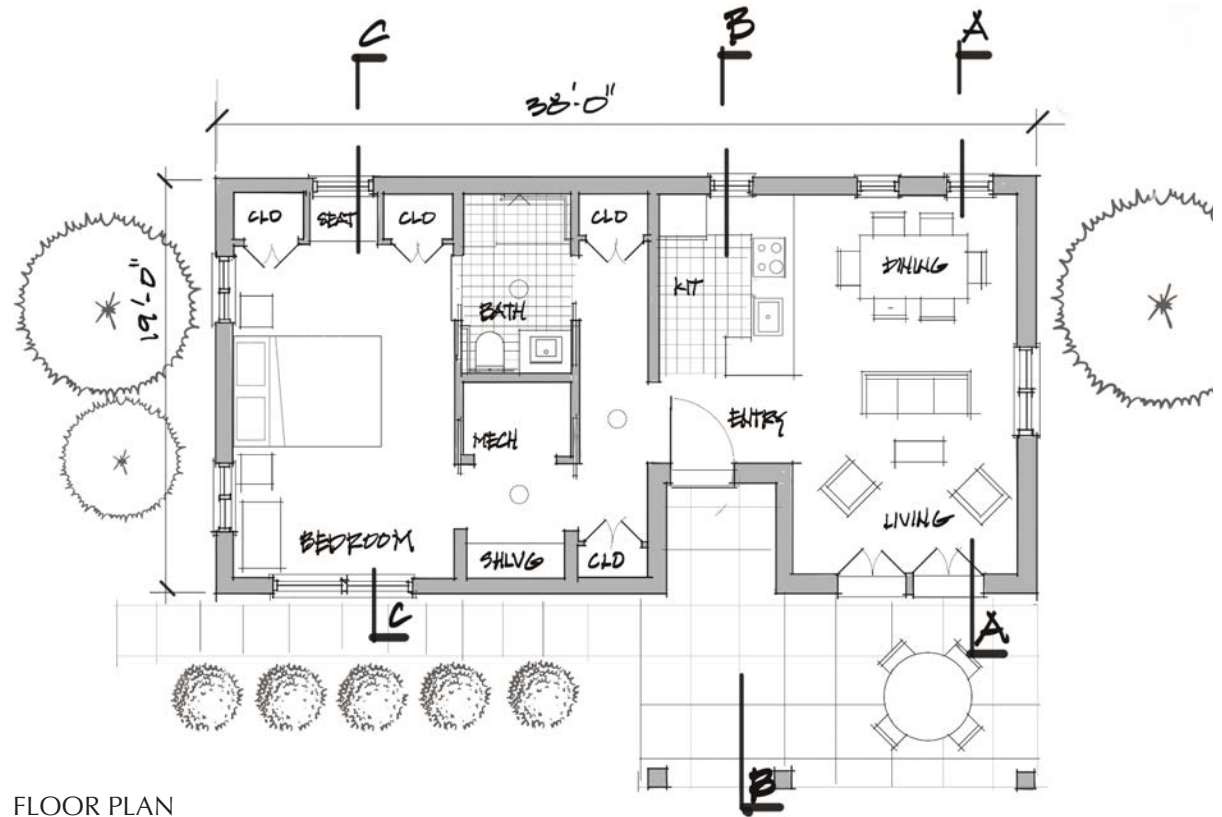 C B A
38'-0"
CLO SEAT CLO CLO
19'-0"
KIT DINING
BATH
MECH ENTRY
LIVING
BEDROOM SHLVG CLO
C A
B
FLOOR PLAN